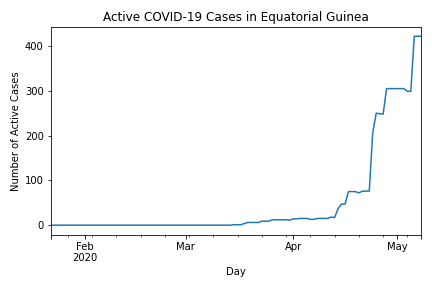 Active COVID-19 Cases in Equatorial Guinea
Number of Active Cases
400
300
200
100
0
Feb
2020
Mar
Apr
May
Day